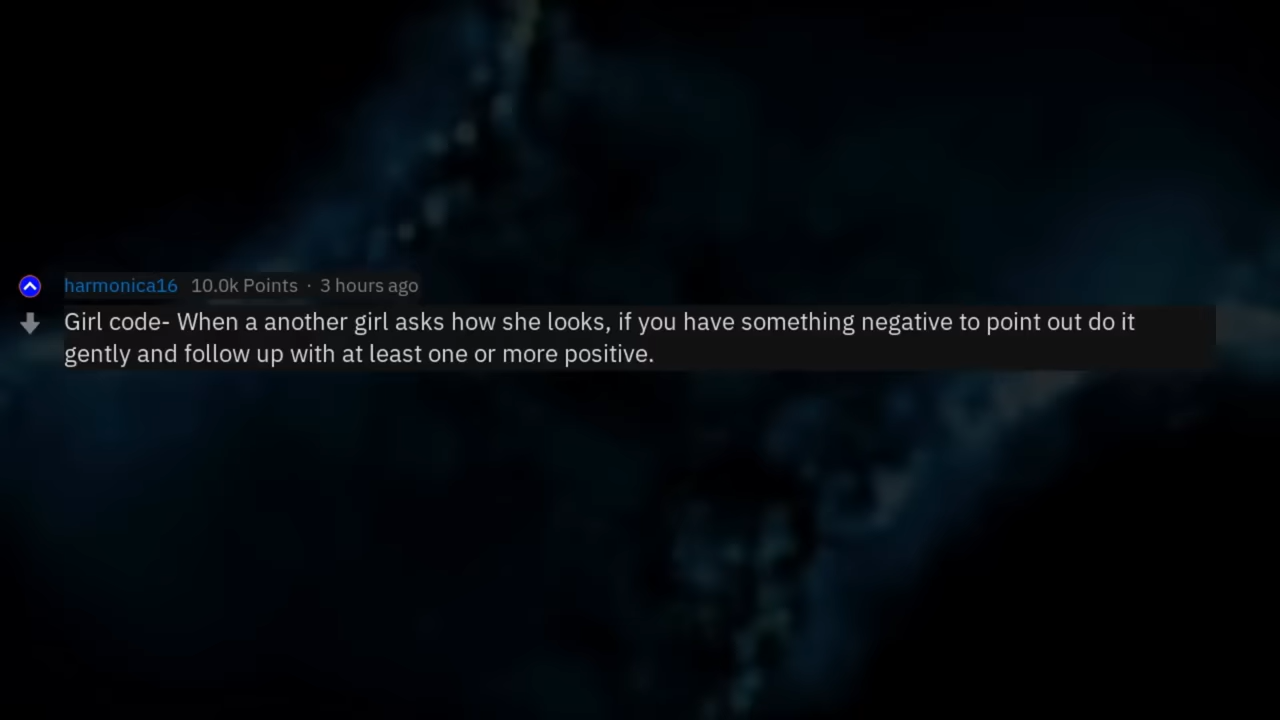 harmonica16 10.0k Points · 3 hours ago
Girl code- When a another girl asks how she looks, if you have something negative to point out do it
gently and follow up with at least one or more positive.